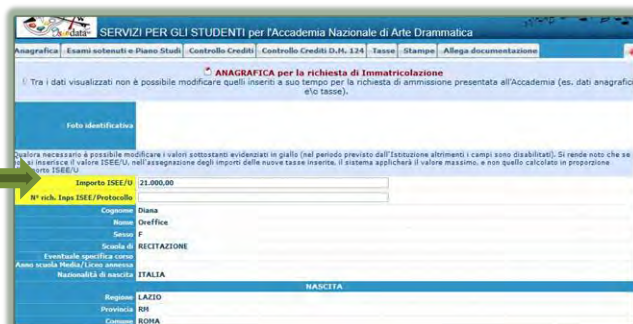 SERVIZI PER GLI STUDENTI per l'Accademia Nazionale di Arte Drammatica
Anagrafica Esami sotenuti e Piano Studi Controllo Crediti Controllo Crediti D.M. 124 Tasse Stampe Allega documentazione
ANAGRAFICA per la richiesta di Immatricolazione
Tra i dati visualizzati non è possibile modificare quelli inseriti a suo tempo per la richiesta di ammissione presentata all'Accademia (es. dati anagrafici
e\o tasse).
Foto identificativa
Qualora necessario è possibile modificare i valori sottostanti evidenziati in giallo (nel periodo previsto dall'Istituzione altrimenti i campi sono disabilitati). Si rende noto che se
si inserisce il valore ISEE/U, nell'assegnazione degli importi delle nuove tasse inserite, il sistema applicherà il valore massimo, e non quello calcolato in proporzione
ISEE/U
Importo ISEE/U 21.000,00
N° rich. Inps ISEE/Protocollo
Cognome Diana
Nome Oreffice
Sesso F
Scuola di RECITAZIONE
Eventuale specifica corso
Anno scuola Media/Liceo annessa
Nazionalità di nascita ITALIA
NASCITA
Regione LAZIO
Provincia RM
Comune ROMA